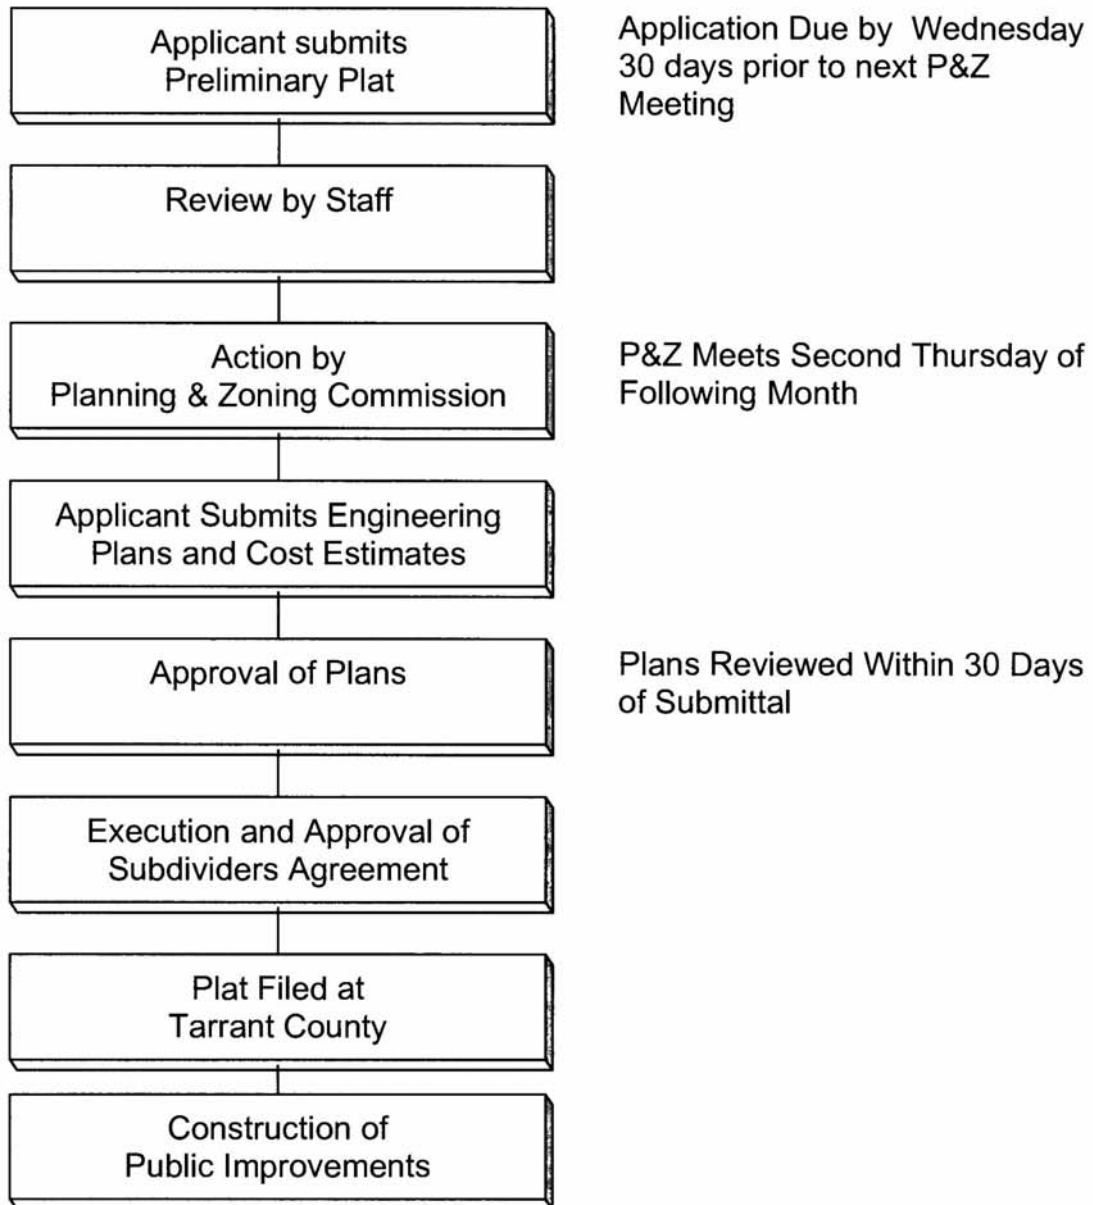 Applicant submits
Preliminary Plat
Application Due by Wednesday
30 days prior to next P&Z
Meeting
Review by Staff
Action by
Planning & Zoning Commission
P&Z Meets Second Thursday of
Following Month
Applicant Submits Engineering
Plans and Cost Estimates
Approval of Plans
Plans Reviewed Within 30 Days
of Submittal
Execution and Approval of
Subdividers Agreement
Plat Filed at
Tarrant County
Construction of
Public Improvements